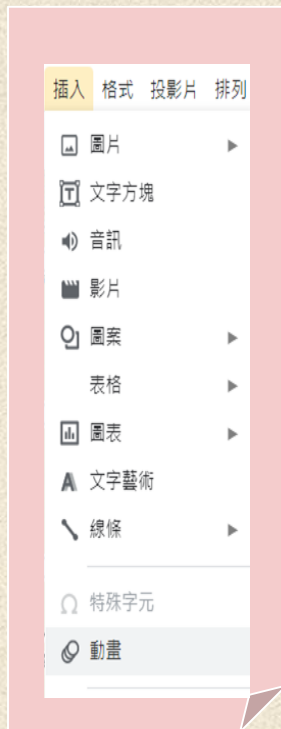 插入 格式 投影片 排列
圖片
文字方塊
音訊
影片
圖案
表格
圖表
文字藝術
線條
特殊字元
動畫